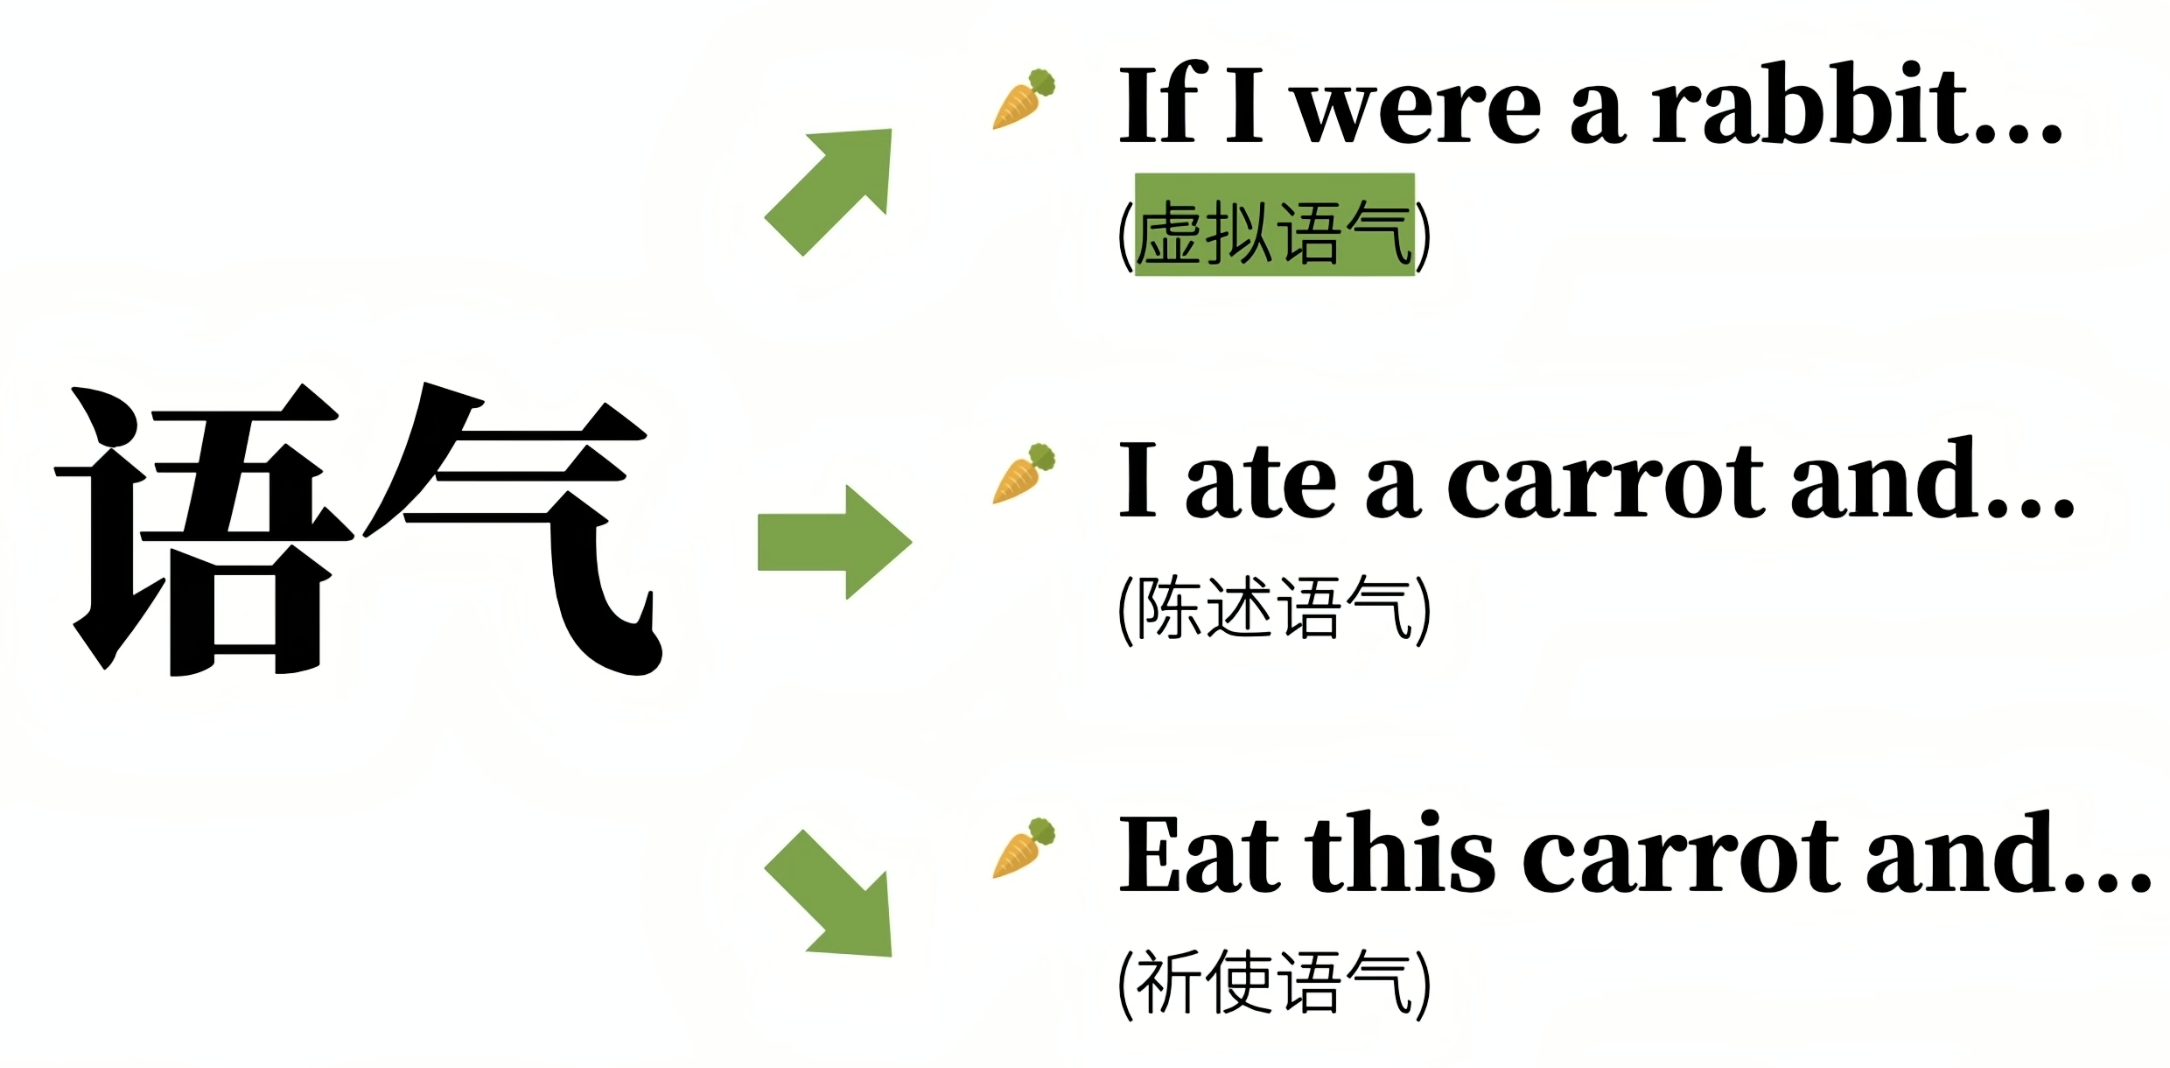 语气
If I were a rabbit...
(虚拟语气)
I ate a carrot and...
(陈述语气)
Eat this carrot and...
(祈使语气)